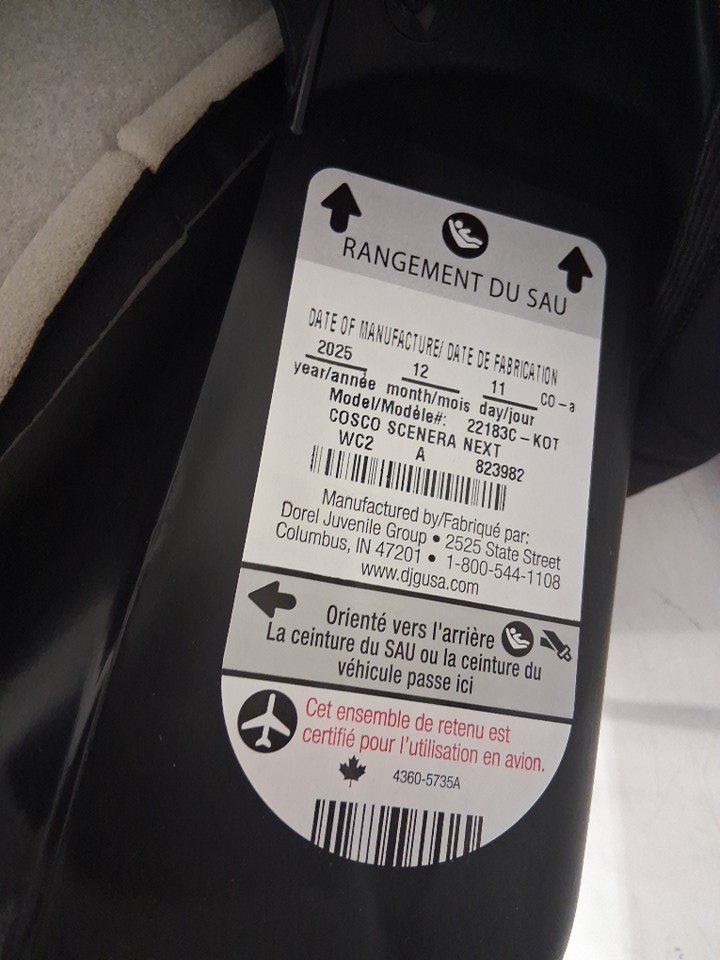 RANGEMENT DU SAU
DATE OF MANUFACTURE/ DATE DE FABRICATION
2025 12 11 CO-a
year/année month/mois day/jour
Model/Modèle#: 22183C-KOT
COSCO SCENERA NEXT
WC2 A 823982
Manufactured by/Fabriqué par:
Dorel Juvenile Group • 2525 State Street
Columbus, IN 47201 • 1-800-544-1108
www.djgusa.com
Orienté vers l'arrière
La ceinture du SAU ou la ceinture du
véhicule passe ici
Cet ensemble de retenu est
certifié pour l'utilisation en avion.
4360-5735A